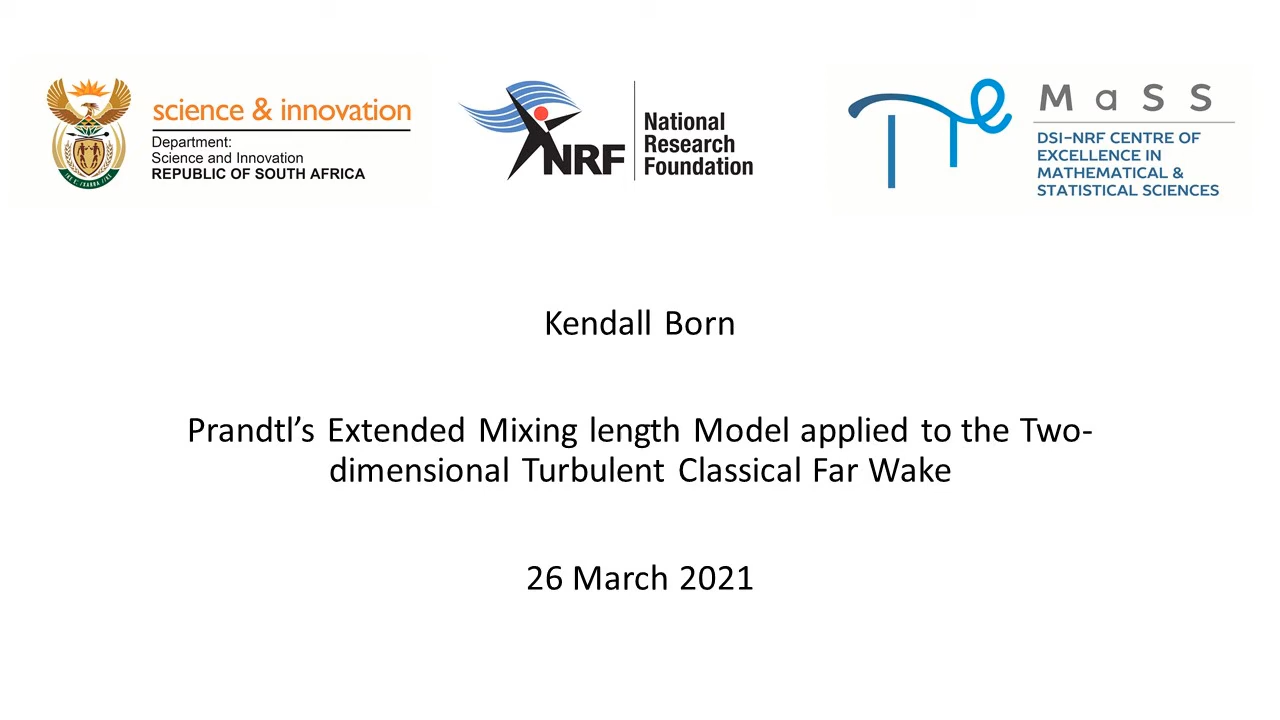 science & innovation
Department:
Science and Innovation
REPUBLIC OF SOUTH AFRICA
NRF
National
Research
Foundation
MaSS
DSI-NRF CENTRE OF
EXCELLENCE IN
MATHEMATICAL &
STATISTICAL SCIENCES
Kendall Born
Prandtl’s Extended Mixing length Model applied to the Two-
dimensional Turbulent Classical Far Wake
26 March 2021